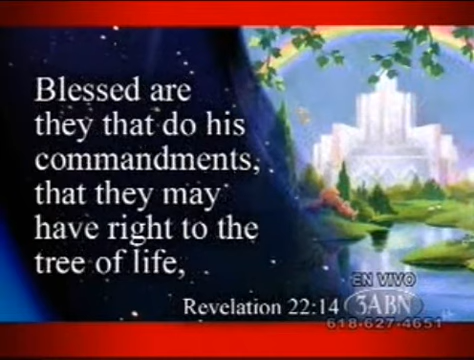 Blessed are
they that do his
commandments,
that they may
have right to the
tree of life,
Revelation 22:14
EN VIVO
3ABN
618-627-4651